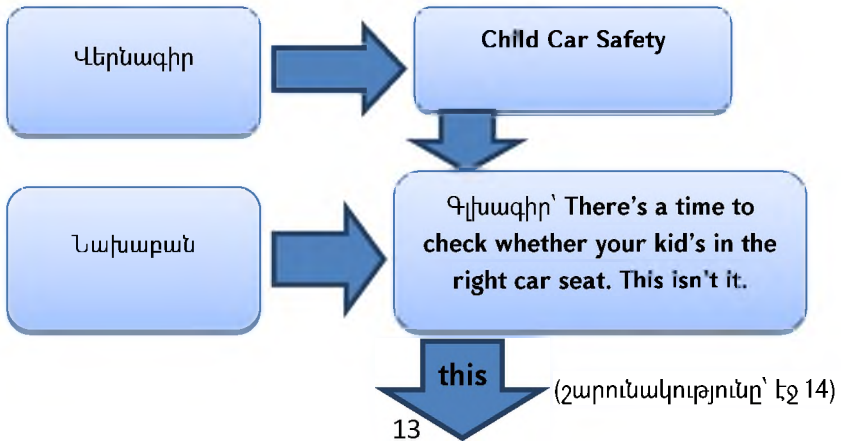 Վերնագիր
Child Car Safety
Նախաբան
Գլխագիր՝ There’s a time to
check whether your kid’s in the
right car seat. This isn’t it.
this
(շարունակությունը՝ էջ 14)
13